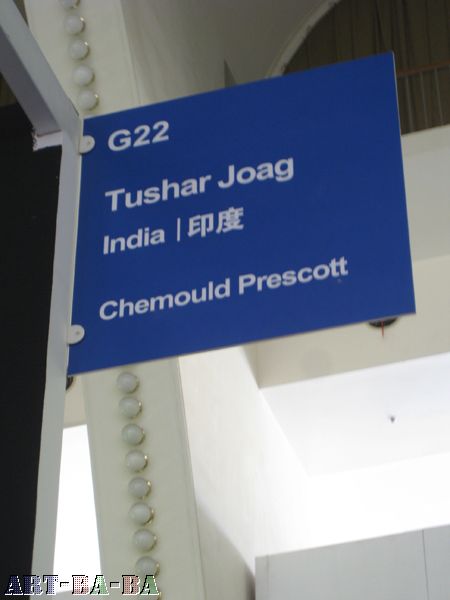 G22
Tushar Joag
India | 印度
Chemould Prescott
ART-BA-BA